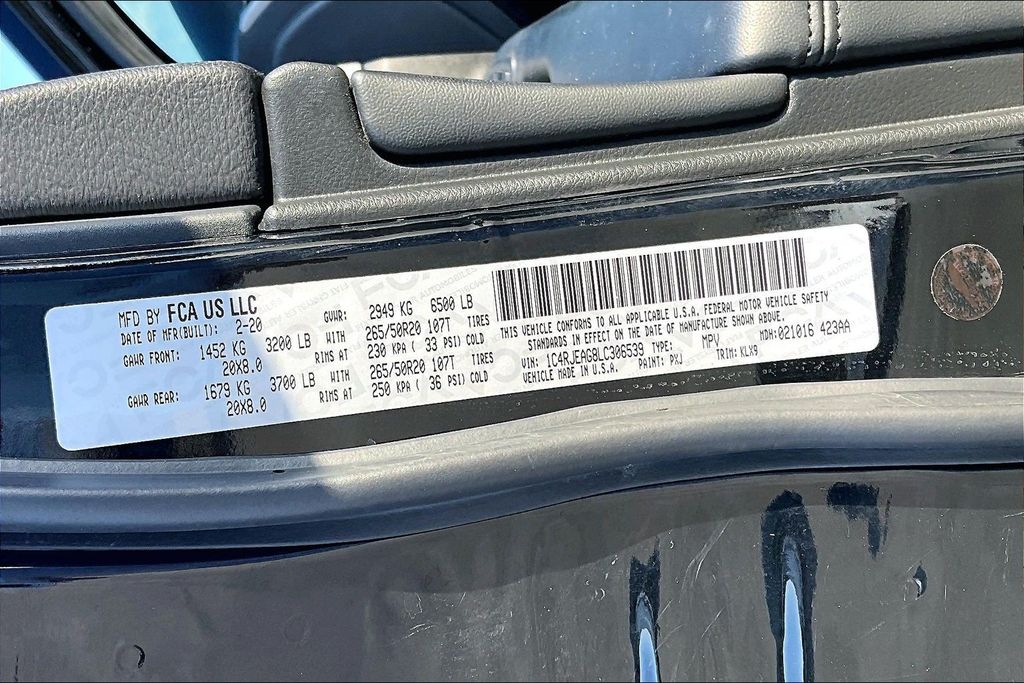 MFD BY FCA US LLC
DATE OF MFR(BUILT): 2-20 GVWR: 2949 KG 6500 LB
GAWR FRONT: 1452 KG 3200 LB WITH 265/50R20 107T TIRES
20X8.0 RIMS AT 230 KPA ( 33 PSI) COLD
GAWR REAR: 1679 KG 3700 LB WITH 265/50R20 107T TIRES
20X8.0 RIMS AT 250 KPA ( 36 PSI) COLD
THIS VEHICLE CONFORMS TO ALL APPLICABLE U.S.A. FEDERAL MOTOR VEHICLE SAFETY
STANDARDS IN EFFECT ON THE DATE OF MANUFACTURE SHOWN ABOVE.
MDH:021016 423AA
VIN: 1C4RJEAG8LC306539 TYPE: MPV
VEHICLE MADE IN U.S.A. PAINT: PXJ TRIM: KLX9